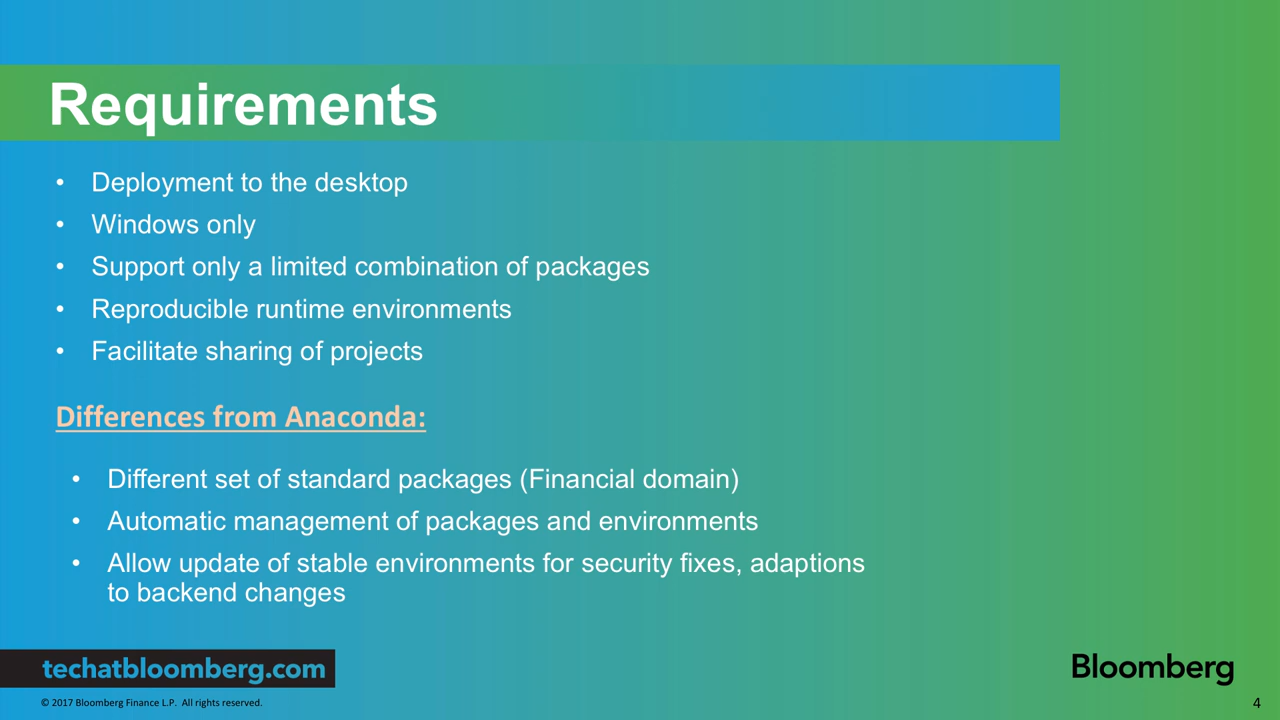 Requirements
• Deployment to the desktop
• Windows only
• Support only a limited combination of packages
• Reproducible runtime environments
• Facilitate sharing of projects
Differences from Anaconda:
• Different set of standard packages (Financial domain)
• Automatic management of packages and environments
• Allow update of stable environments for security fixes, adaptions
to backend changes
techatbloomberg.com
Bloomberg
© 2017 Bloomberg Finance L.P. All rights reserved.
4